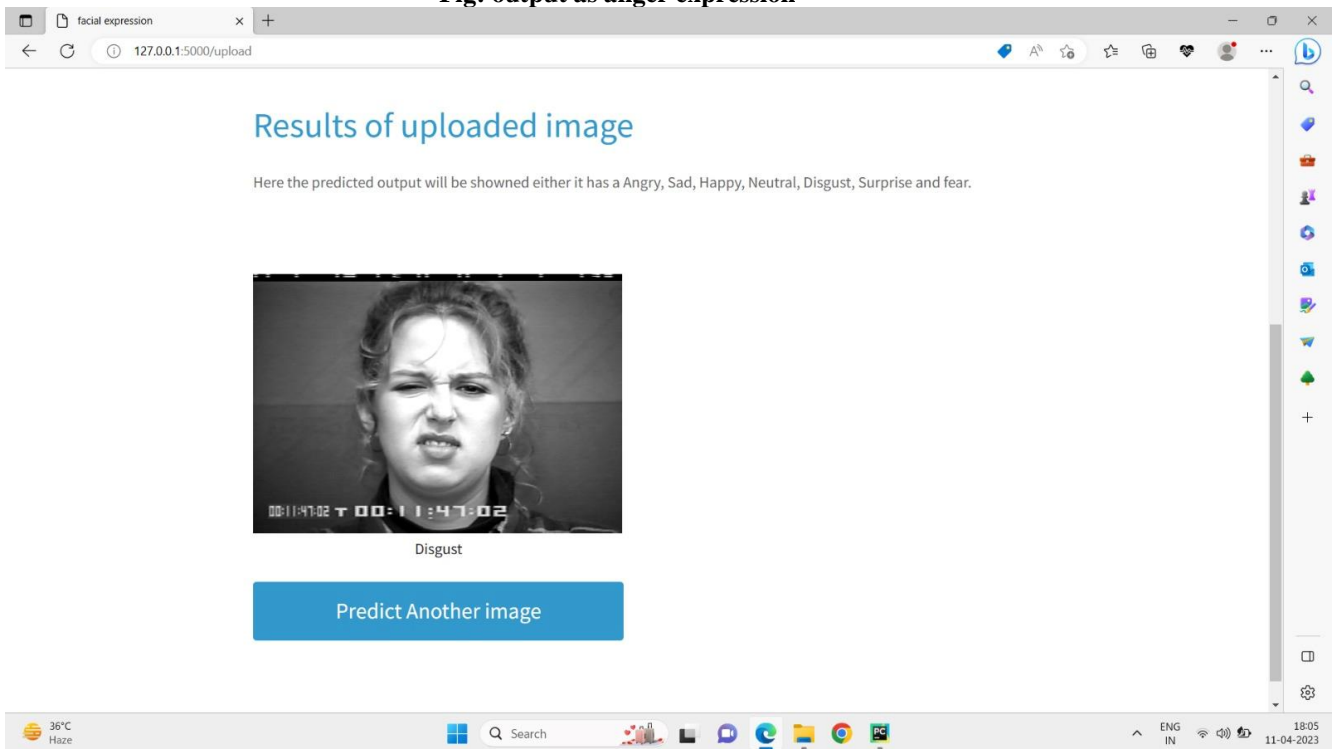 Fig: output as anger expression
facial expression
127.0.0.1:5000/upload
Results of uploaded image
Here the predicted output will be showned either it has a Angry, Sad, Happy, Neutral, Disgust, Surprise and fear.
00:11:47:02 T 00:11:47:02
Disgust
Predict Another image
36°C
Haze
Search
ENG
IN
18:05
11-04-2023